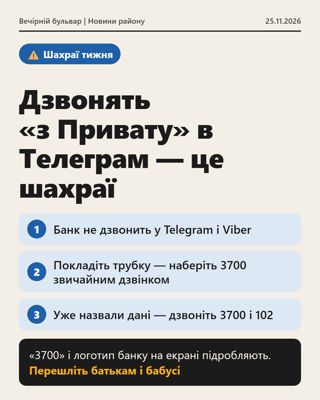 Вечірній бульвар | Новини району
25.11.2026
⚠ Шахраї тижня
Дзвонять
«з Привату» в
Телеграм — це
шахраї
1 Банк не дзвонить у Telegram і Viber
2 Покладіть трубку — наберіть 3700
звичайним дзвінком
3 Уже назвали дані — дзвоніть 3700 і 102
«3700» і логотип банку на екрані підробляють.
Перешліть батькам і бабусі